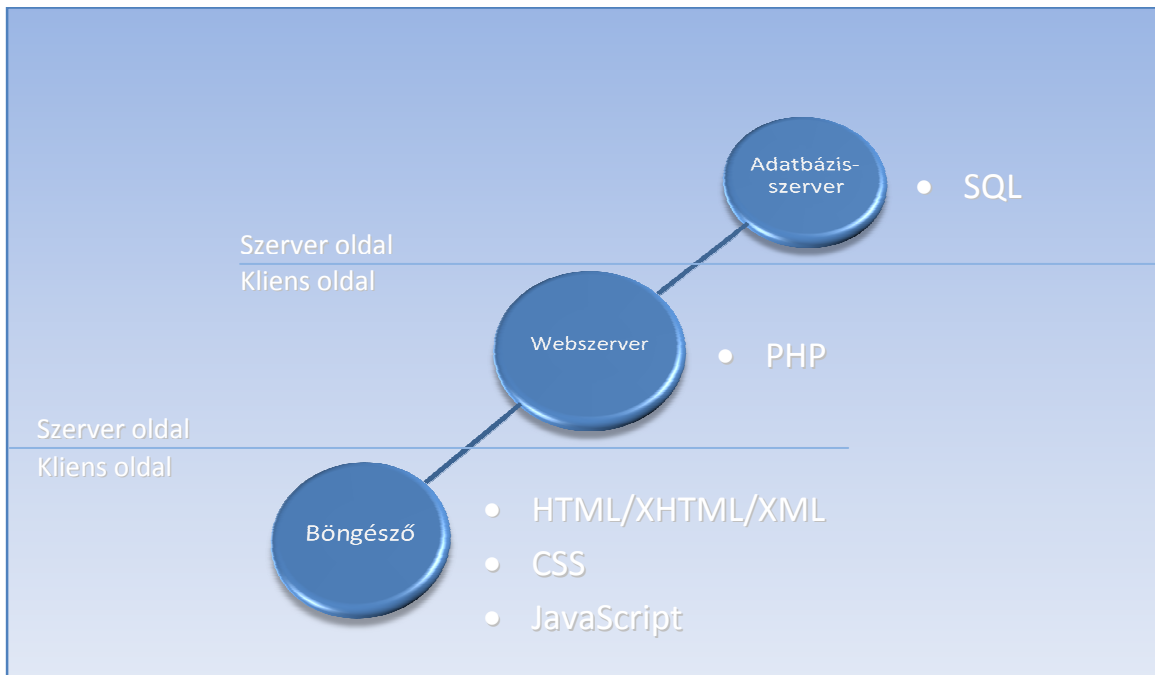 Adatbázis-
szerver
• SQL
Szerver oldal
Kliens oldal
Webszerver
• PHP
Szerver oldal
Kliens oldal
Böngésző
• HTML/XHTML/XML
• CSS
• JavaScript